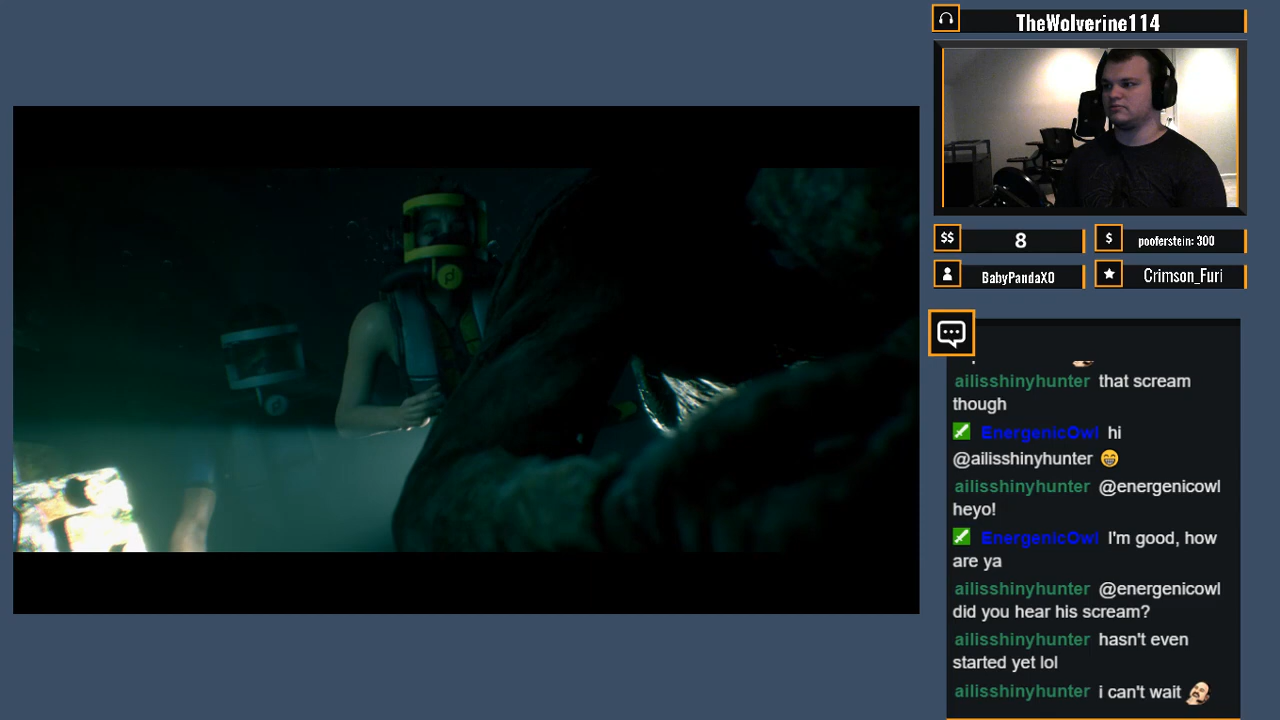 TheWolverine114
$$ 8
$ pooferstein: 300
BabyPandaXO
Crimson_Furi
ailisshinyhunter that scream
though
EnergenicOwl hi
@ailisshinyhunter 😁
ailisshinyhunter @energenicowl
heyo!
EnergenicOwl I'm good, how
are ya
ailisshinyhunter @energenicowl
did you hear his scream?
ailisshinyhunter hasn't even
started yet lol
ailisshinyhunter i can't wait